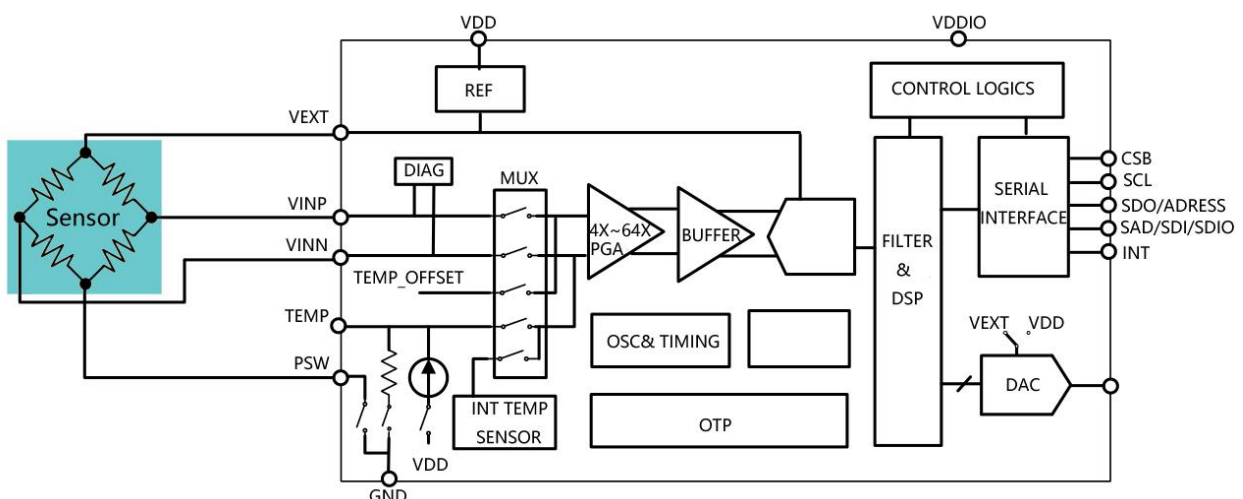 VDD
VDDIO
REF
CONTROL LOGICS
VEXT
DIAG
MUX
CSB
SCL
SERIAL
INTERFACE
SDO/ADRESS
SAD/SDI/SDIO
INT
VINP
Sensor
4X~64X
PGA
BUFFER
FILTER
&
DSP
VINN
TEMP_OFFSET
TEMP
OSC& TIMING
VEXT
VDD
PSW
DAC
INT TEMP
SENSOR
OTP
VDD
GND